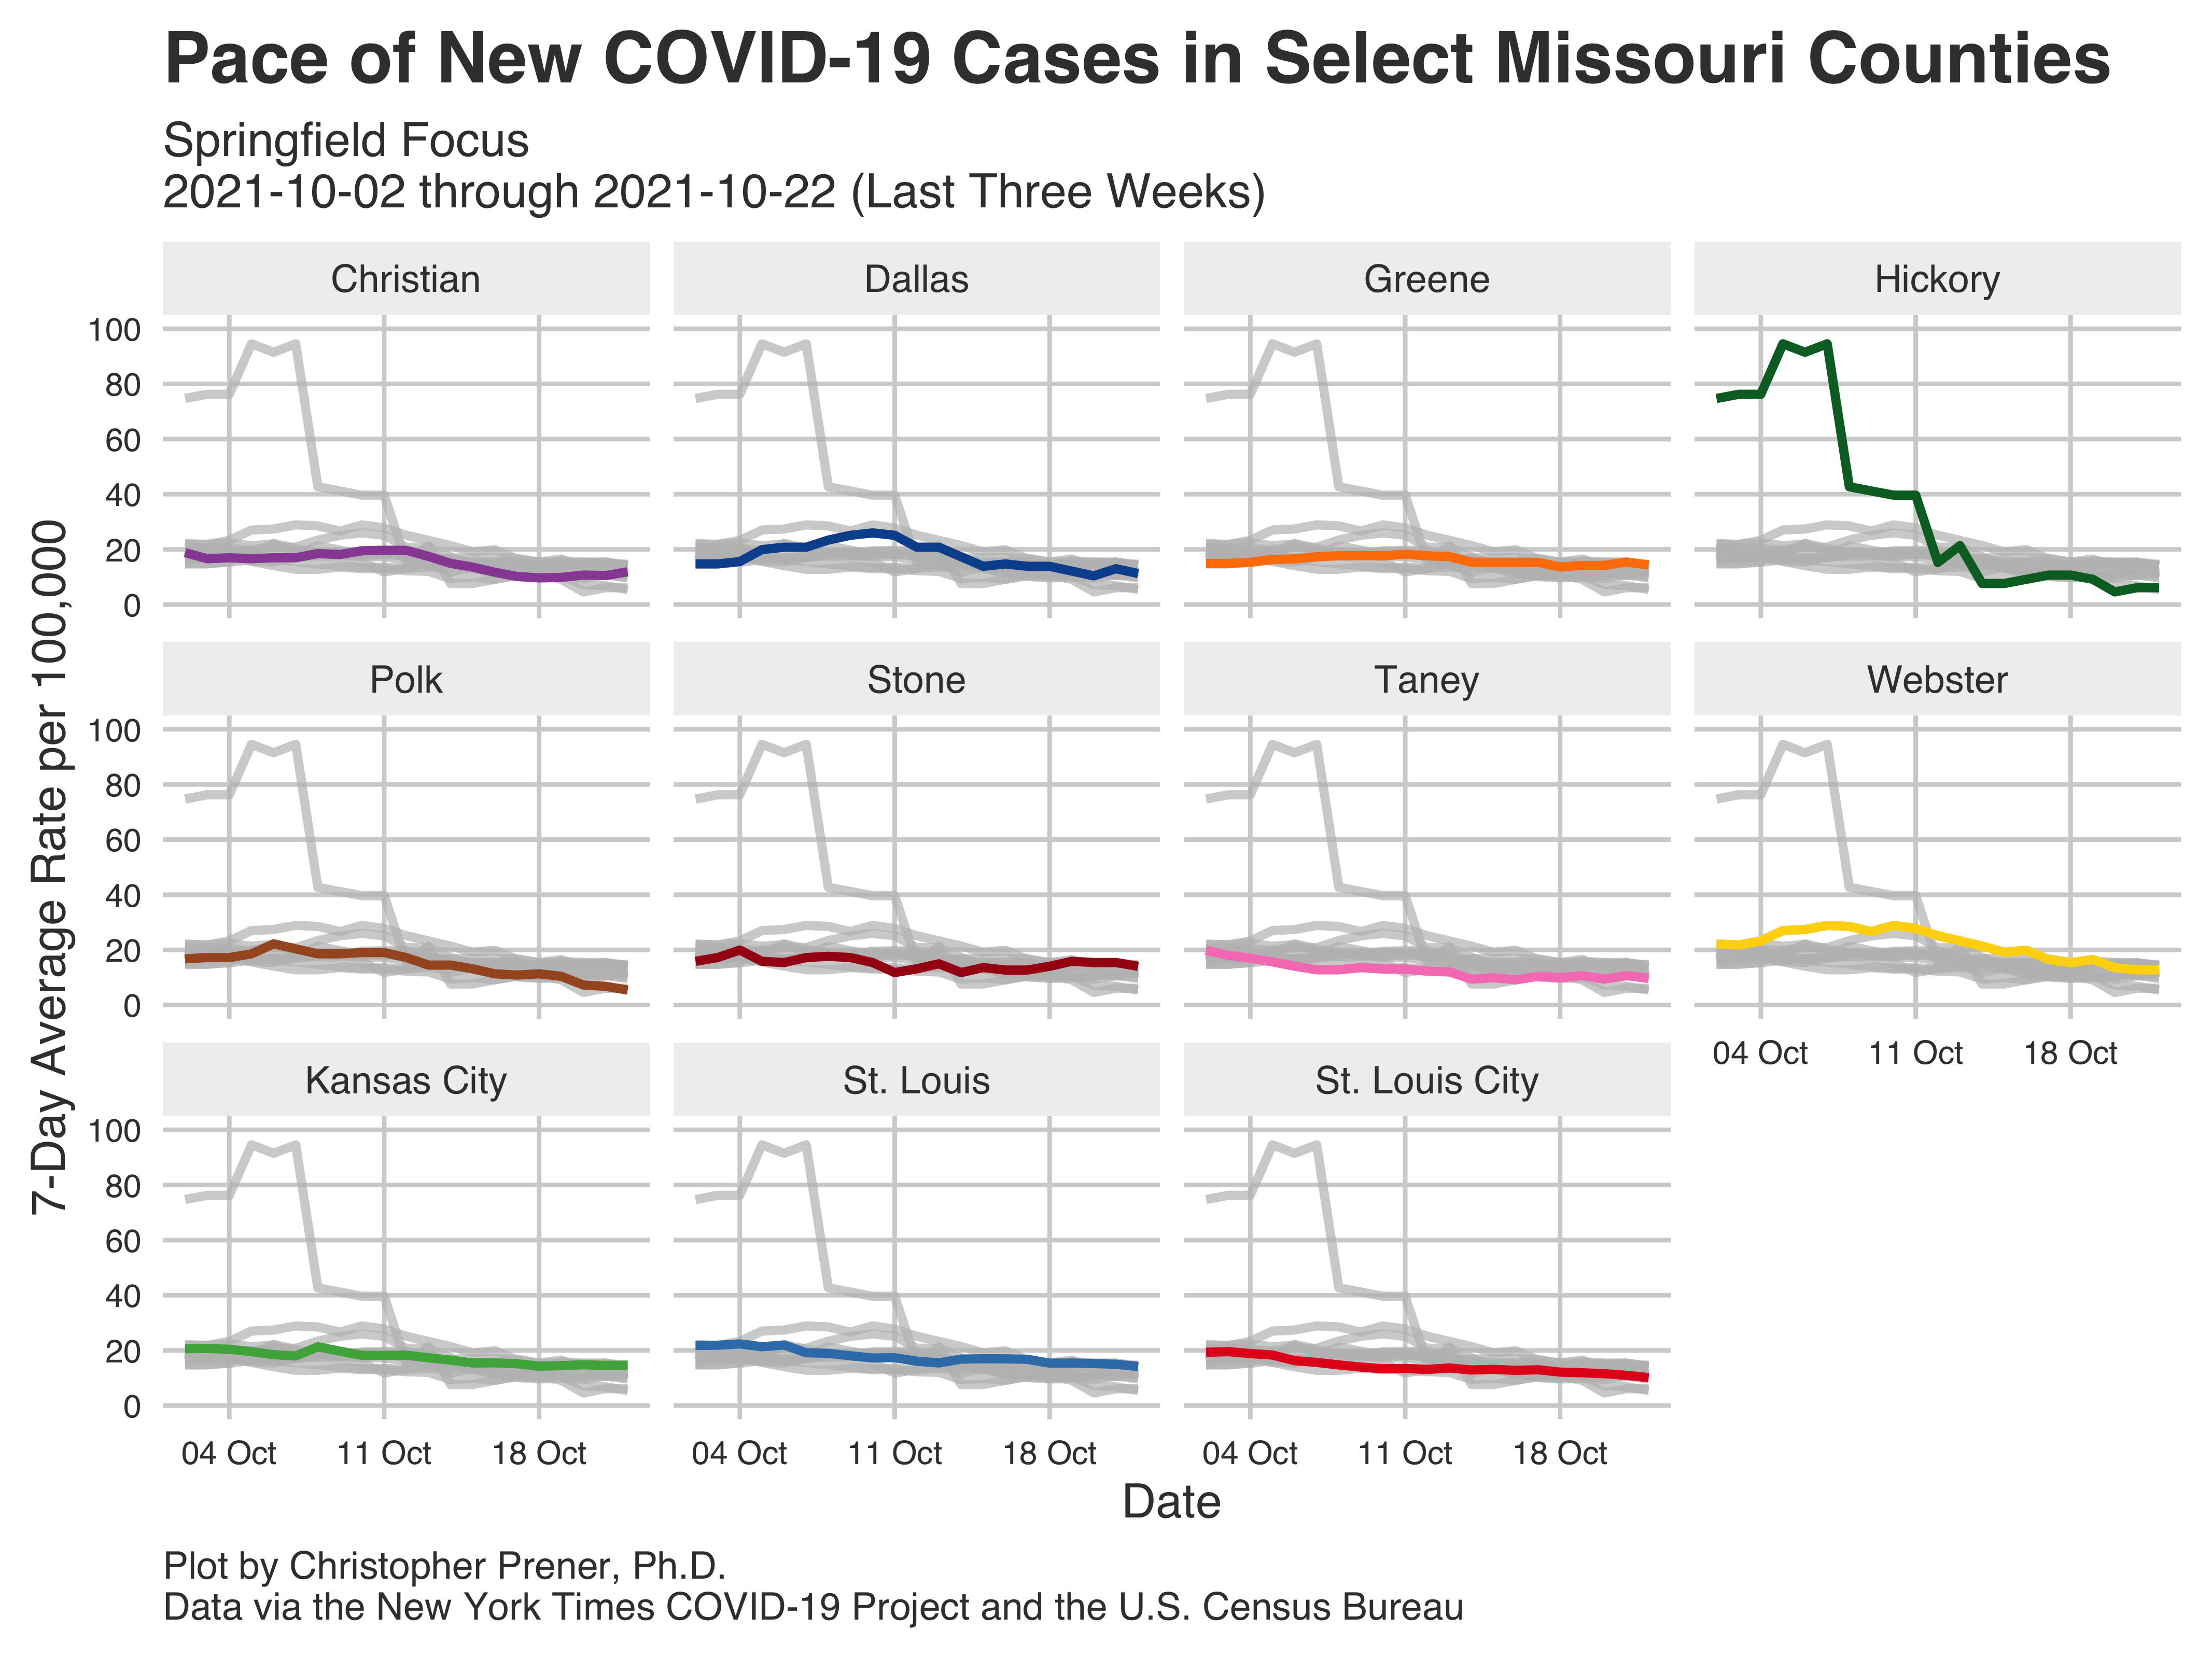 Pace of New COVID-19 Cases in Select Missouri Counties
Springfield Focus
2021-10-02 through 2021-10-22 (Last Three Weeks)
7-Day Average Rate per 100,000
Christian
Dallas
Greene
Hickory
100
80
60
40
20
0
Polk
Stone
Taney
Webster
100
80
60
40
20
0
04 Oct 11 Oct 18 Oct
Kansas City
St. Louis
St. Louis City
100
80
60
40
20
0
04 Oct 11 Oct 18 Oct
04 Oct 11 Oct 18 Oct
04 Oct 11 Oct 18 Oct
Date
Plot by Christopher Prener, Ph.D.
Data via the New York Times COVID-19 Project and the U.S. Census Bureau